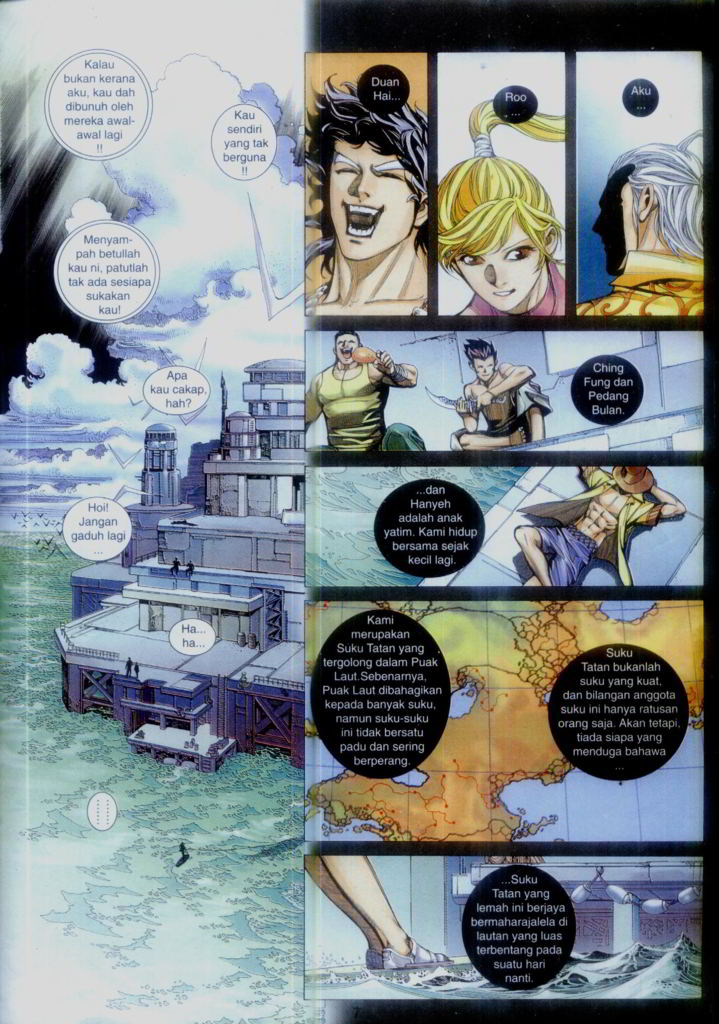 Kalau
bukan kerana
aku, kau dah
dibunuh oleh
mereka awal-
awal lagi
!!
Kau
sendiri
yang tak
berguna
!!
Menyam-
pah betullah
kau ni, patutlah
tak ada sesiapa
sukakan
kau!
Apa
kau cakap,
hah?
Hoi!
Jangan
gaduh lagi
...
Ha...
ha...
......
Duan
Hai...
Roo
...
Aku
...
Ching
Fung dan
Pedang
Bulan.
...dan
Hanyeh
adalah anak
yatim. Kami hidup
bersama sejak
kecil lagi.
Kami
merupakan
Suku Tatan yang
tergolong dalam Puak
Laut.Sebenarnya,
Puak Laut dibahagikan
kepada banyak suku,
namun suku-suku
ini tidak bersatu
padu dan sering
berperang.
Suku
Tatan bukanlah
suku yang kuat,
dan bilangan anggota
suku ini hanya ratusan
orang saja. Akan tetapi,
tiada siapa yang
menduga bahawa
...
...Suku
Tatan yang
lemah ini berjaya
bermaharajalela di
lautan yang luas
terbentang pada
suatu hari
nanti.
7